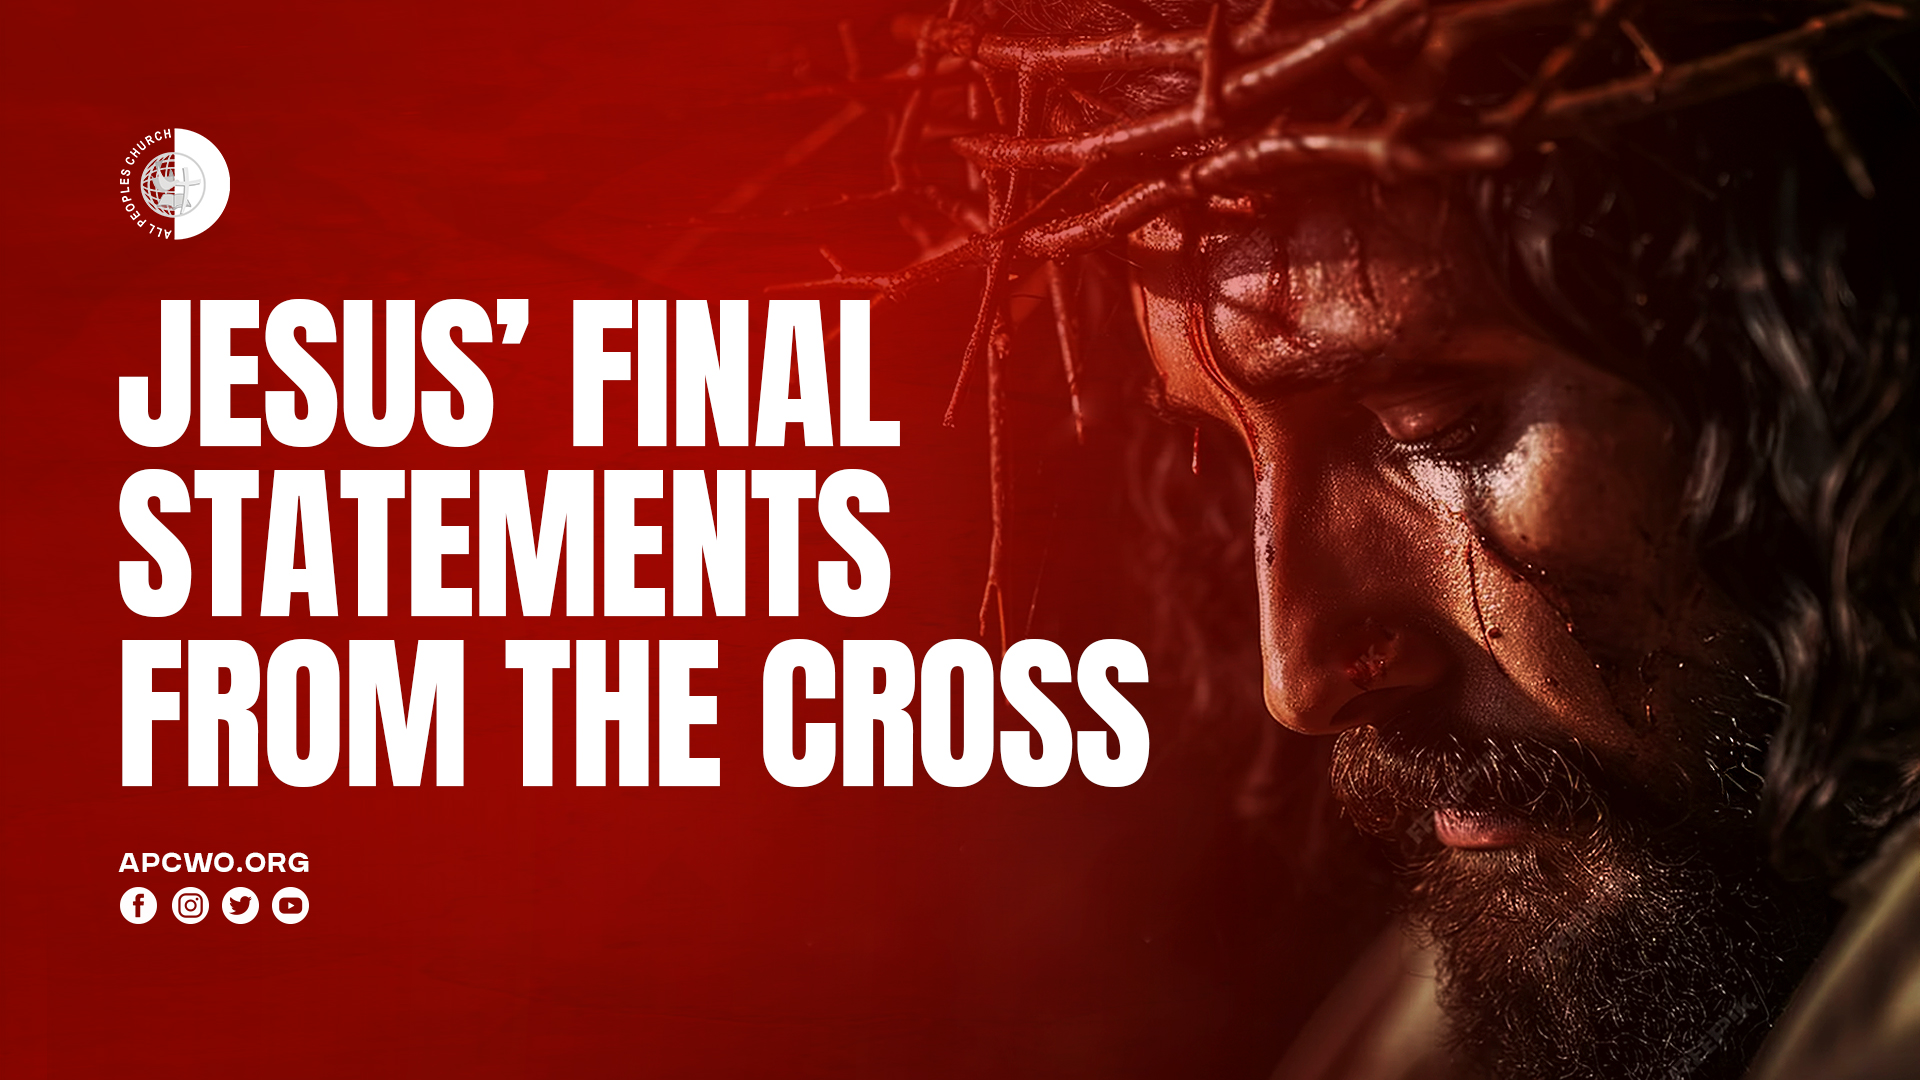 ALL PEOPLES CHURCH
JESUS’ FINAL
STATEMENTS
FROM THE CROSS
APCWO.ORG